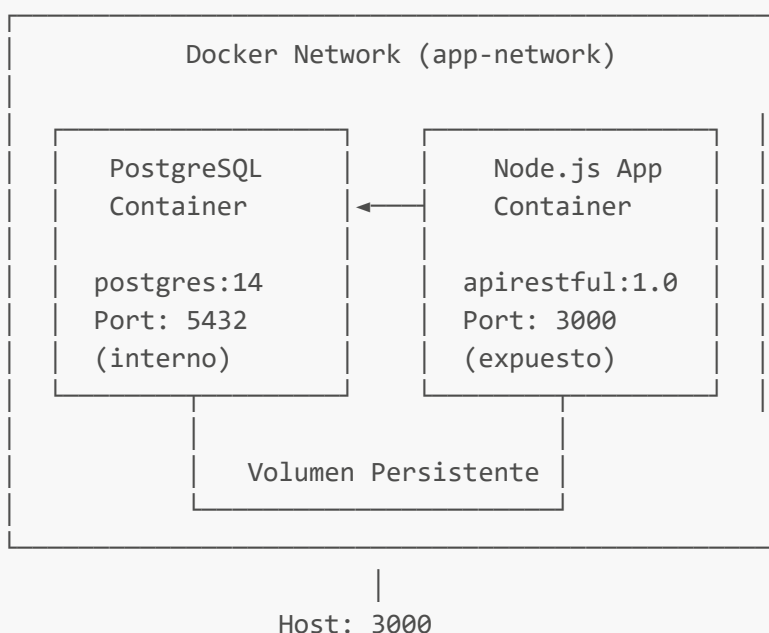 Docker Network (app-network)
PostgreSQL Node.js App
Container Container
postgres:14 apirestful:1.0
Port: 5432 Port: 3000
(interno) (expuesto)
Volumen Persistente
Host: 3000